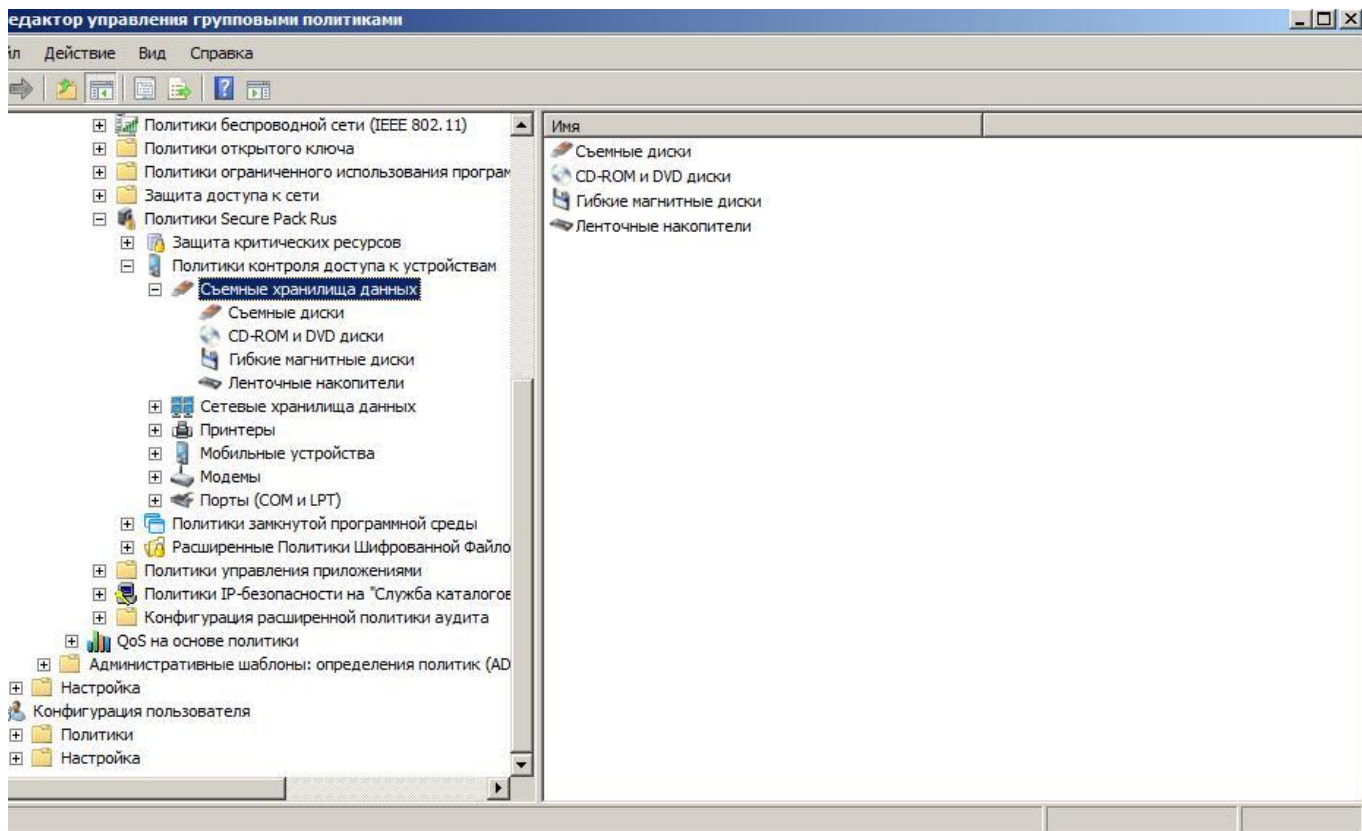 едактор управления групповыми политиками
йл Действие Вид Справка
Политики беспроводной сети (IEEE 802.11)
Политики открытого ключа
Политики ограниченного использования програм
Защита доступа к сети
Политики Secure Pack Rus
Защита критических ресурсов
Политики контроля доступа к устройствам
Съемные хранилища данных
Съемные диски
CD-ROM и DVD диски
Гибкие магнитные диски
Ленточные накопители
Сетевые хранилища данных
Принтеры
Мобильные устройства
Модемы
Порты (COM и LPT)
Политики замкнутой программной среды
Расширенные Политики Шифрованной Файло
Политики управления приложениями
Политики IP-безопасности на "Служба каталогов
Конфигурация расширенной политики аудита
QoS на основе политики
Административные шаблоны: определения политик (AD
Настройка
Конфигурация пользователя
Политики
Настройка
Имя
Съемные диски
CD-ROM и DVD диски
Гибкие магнитные диски
Ленточные накопители